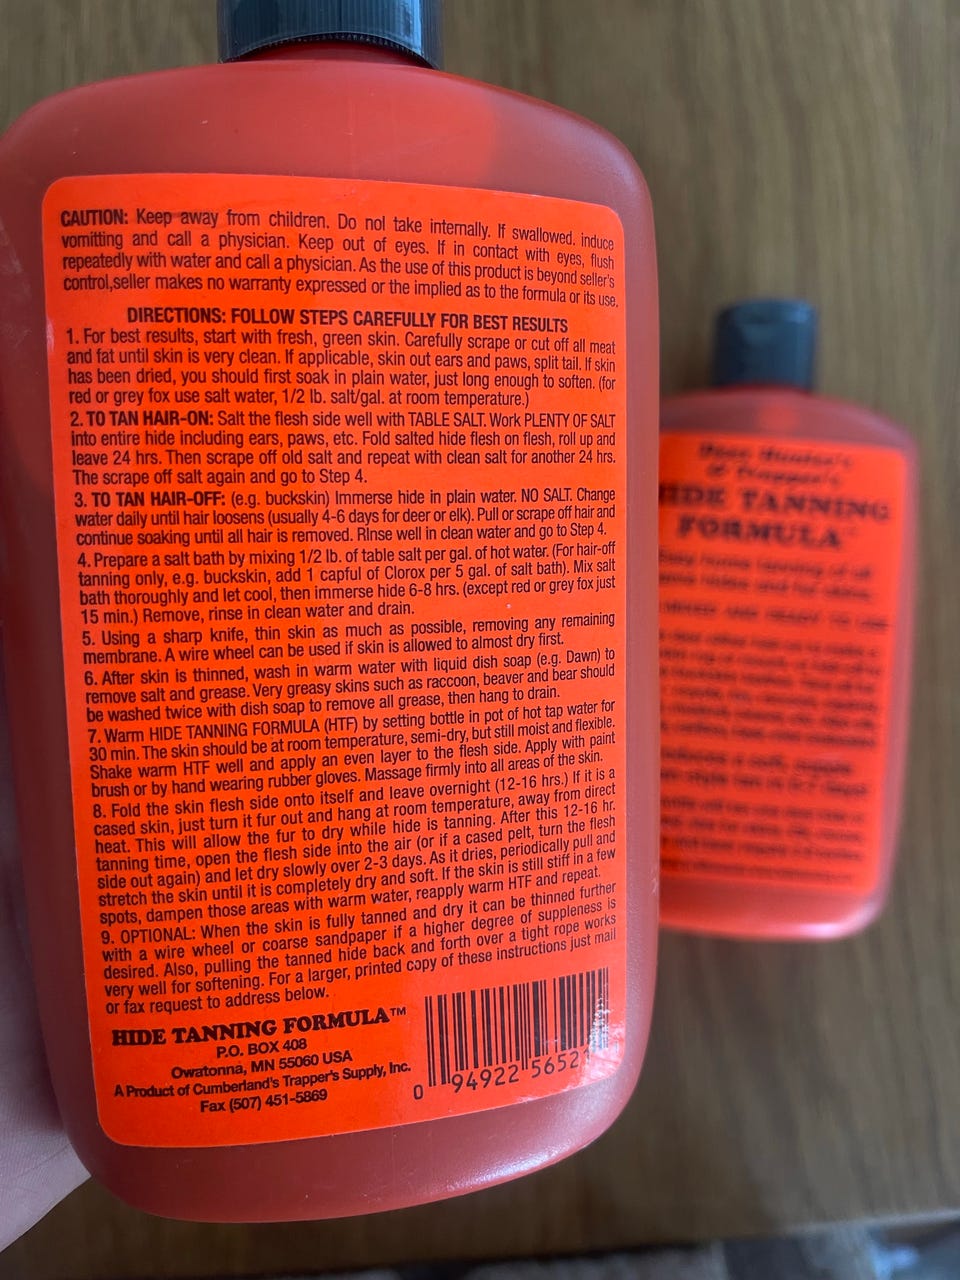 CAUTION: Keep away from children. Do not take internally. If swallowed, induce
vomitting and call a physician. Keep out of eyes. If in contact with eyes, flush
repeatedly with water and call a physician. As the use of this product is beyond seller's
control,seller makes no warranty expressed or the implied as to the formula or its use.
DIRECTIONS: FOLLOW STEPS CAREFULLY FOR BEST RESULTS
1. For best results, start with fresh, green skin. Carefully scrape or cut off all meat
and fat until skin is very clean. If applicable, skin out ears and paws, split tail. If skin
has been dried, you should first soak in plain water, just long enough to soften. (for
red or grey fox use salt water, 1/2 lb. salt/gal. at room temperature.)
2. TO TAN HAIR-ON: Salt the flesh side well with TABLE SALT. Work PLENTY OF SALT
into entire hide including ears, paws, etc. Fold salted hide flesh on flesh, roll up and
leave 24 hrs. Then scrape off old salt and repeat with clean salt for another 24 hrs.
The scrape off salt again and go to Step 4.
3. TO TAN HAIR-OFF: (e.g. buckskin) Immerse hide in plain water. NO SALT. Change
water daily until hair loosens (usually 4-6 days for deer or elk). Pull or scrape off hair and
continue soaking until all hair is removed. RInse well in clean water and go to Step 4.
4. Prepare a salt bath by mixing 1/2 lb. of table salt per gal. of hot water. (For hair-off
tanning only, e.g. buckskin, add 1 capful of Clorox per 5 gal. of salt bath). Mix salt
bath thoroughly and let cool, then immerse hide 6-8 hrs. (except red or grey fox just
15 min.) Remove, rinse in clean water and drain.
5. Using a sharp knife, thin skin as much as possible, removing any remaining
membrane. A wire wheel can be used if skin is allowed to almost dry first.
6. After skin is thinned, wash in warm water with liquid dish soap (e.g. Dawn) to
remove salt and grease. Very greasy skins such as raccoon, beaver and bear should
be washed twice with dish soap to remove all grease, then hang to drain.
7. Warm HIDE TANNING FORMULA (HTF) by setting bottle in pot of hot tap water for
30 min. The skin should be at room temperature, semi-dry, but still moist and flexible.
Shake warm HTF well and apply an even layer to the flesh side. Apply with paint
brush or by hand wearing rubber gloves. Massage firmly into all areas of the skin.
8. Fold the skin flesh side onto itself and leave overnight (12-16 hrs.) If it is a
cased skin, just turn it fur out and hang at room temperature, away from direct
heat. This will allow the fur to dry while hide is tanning. After this 12-16 hr.
tanning time, open the flesh side into the air (or if a cased pelt, turn the flesh
side out again) and let dry slowly over 2-3 days. As it dries, periodically pull and
stretch the skin until it is completely dry and soft. If the skin is still stiff in a few
spots, dampen those areas with warm water, reapply warm HTF and repeat.
9. OPTIONAL: When the skin is fully tanned and dry it can be thinned further
with a wire wheel or coarse sandpaper if a higher degree of suppleness is
desired. Also, pulling the tanned hide back and forth over a tight rope works
very well for softening. For a larger, printed copy of these instructions just mail
or fax request to address below.
HIDE TANNING FORMULA™
P.O. BOX 408
Owatonna, MN 55060 USA
A Product of Cumberland's Trapper's Supply, Inc.
Fax (507) 451-5869
0 94922 56521
Deer Hunter's
& Trapper's
HIDE TANNING
FORMULA